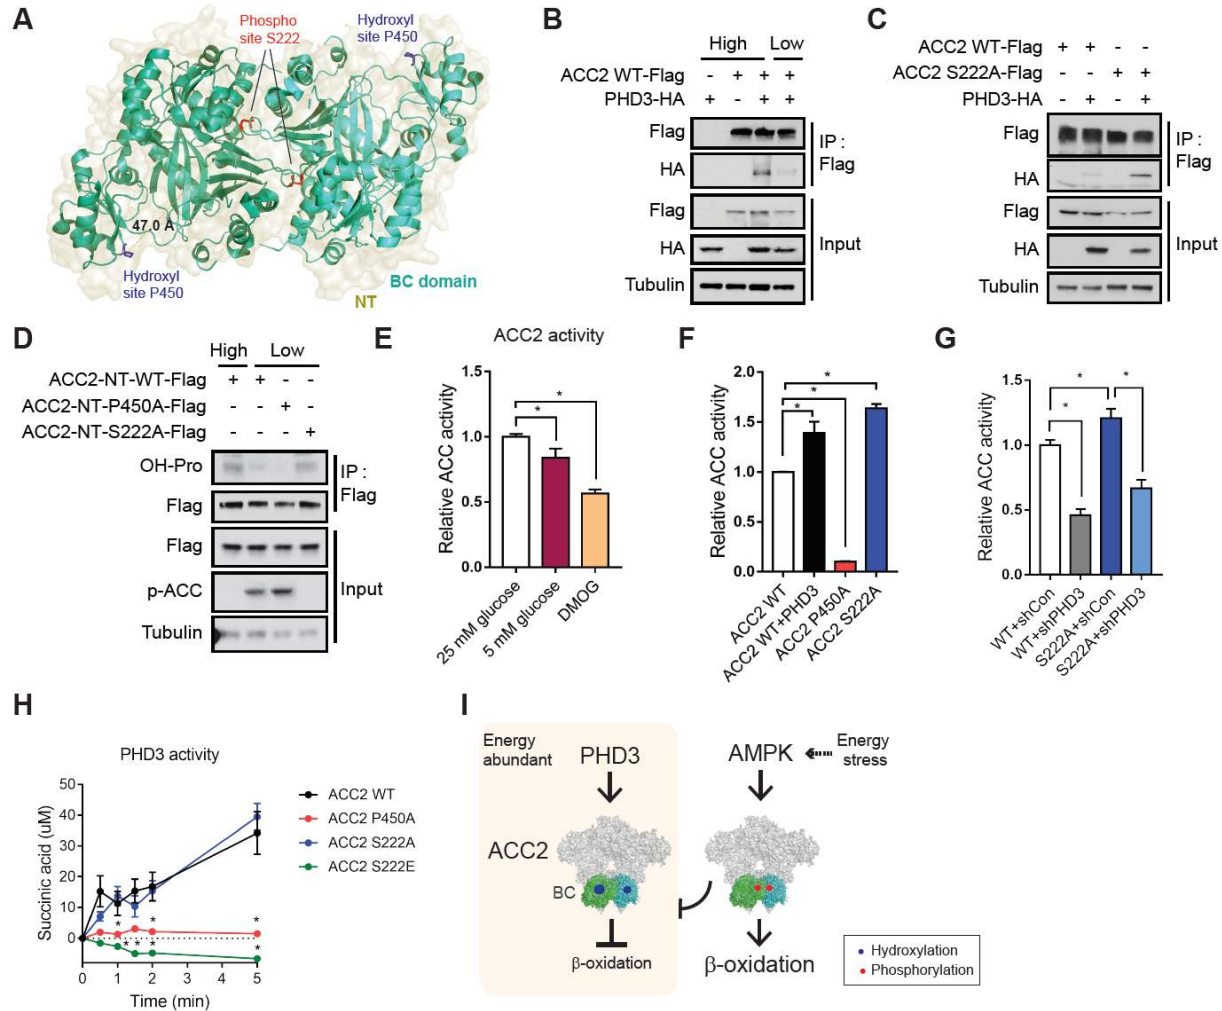 A
Phospho
site S222
Hydroxyl
site P450
47.0 Å
Hydroxyl
site P450
BC domain
NT
B
High Low
ACC2 WT-Flag - + + +
PHD3-HA + - + +
Flag
HA
IP :
Flag
Flag
HA
Tubulin
Input
C
ACC2 WT-Flag + + - -
ACC2 S222A-Flag - - + +
PHD3-HA - + - +
Flag
HA
IP :
Flag
Flag
HA
Tubulin
Input
D
High Low
ACC2-NT-WT-Flag + + - -
ACC2-NT-P450A-Flag - - + -
ACC2-NT-S222A-Flag - - - +
OH-Pro
Flag
IP :
Flag
Flag
p-ACC
Tubulin
Input
E
ACC2 activity
Relative ACC activity
1.5
1.0
0.5
0.0
*
*
25 mM glucose
5 mM glucose
DMOG
F
Relative ACC activity
2.0
1.5
1.0
0.5
0.0
*
*
*
ACC2 WT
ACC2 WT+PHD3
ACC2 P450A
ACC2 S222A
G
Relative ACC activity
1.5
1.0
0.5
0.0
*
*
*
WT+shCon
WT+shPHD3
S222A+shCon
S222A+shPHD3
H
PHD3 activity
Succinic acid (uM)
50
40
30
20
10
0
* * *
* * * *
0 1 2 3 4 5
Time (min)
ACC2 WT
ACC2 P450A
ACC2 S222A
ACC2 S222E
I
Energy
abundant
PHD3
AMPK
Energy
stress
ACC2
BC
β-oxidation
β-oxidation
Hydroxylation
Phosphorylation